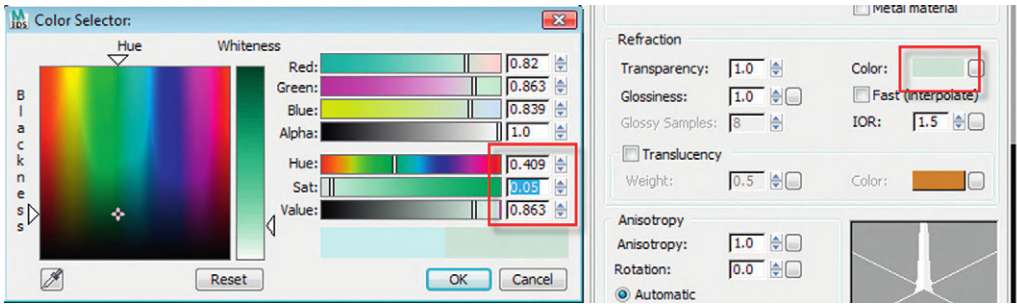 3DS Color Selector:
Hue Whiteness
Blackness
Red: 0.82
Green: 0.863
Blue: 0.839
Alpha: 1.0
Hue: 0.409
Sat: 0.05
Value: 0.863
Reset OK Cancel
Metal material
Refraction
Transparency: 1.0 Color:
Glossiness: 1.0 Fast (interpolate)
Glossy Samples: 8 IOR: 1.5
Translucency
Weight: 0.5 Color:
Anisotropy
Anisotropy: 1.0
Rotation: 0.0
Automatic